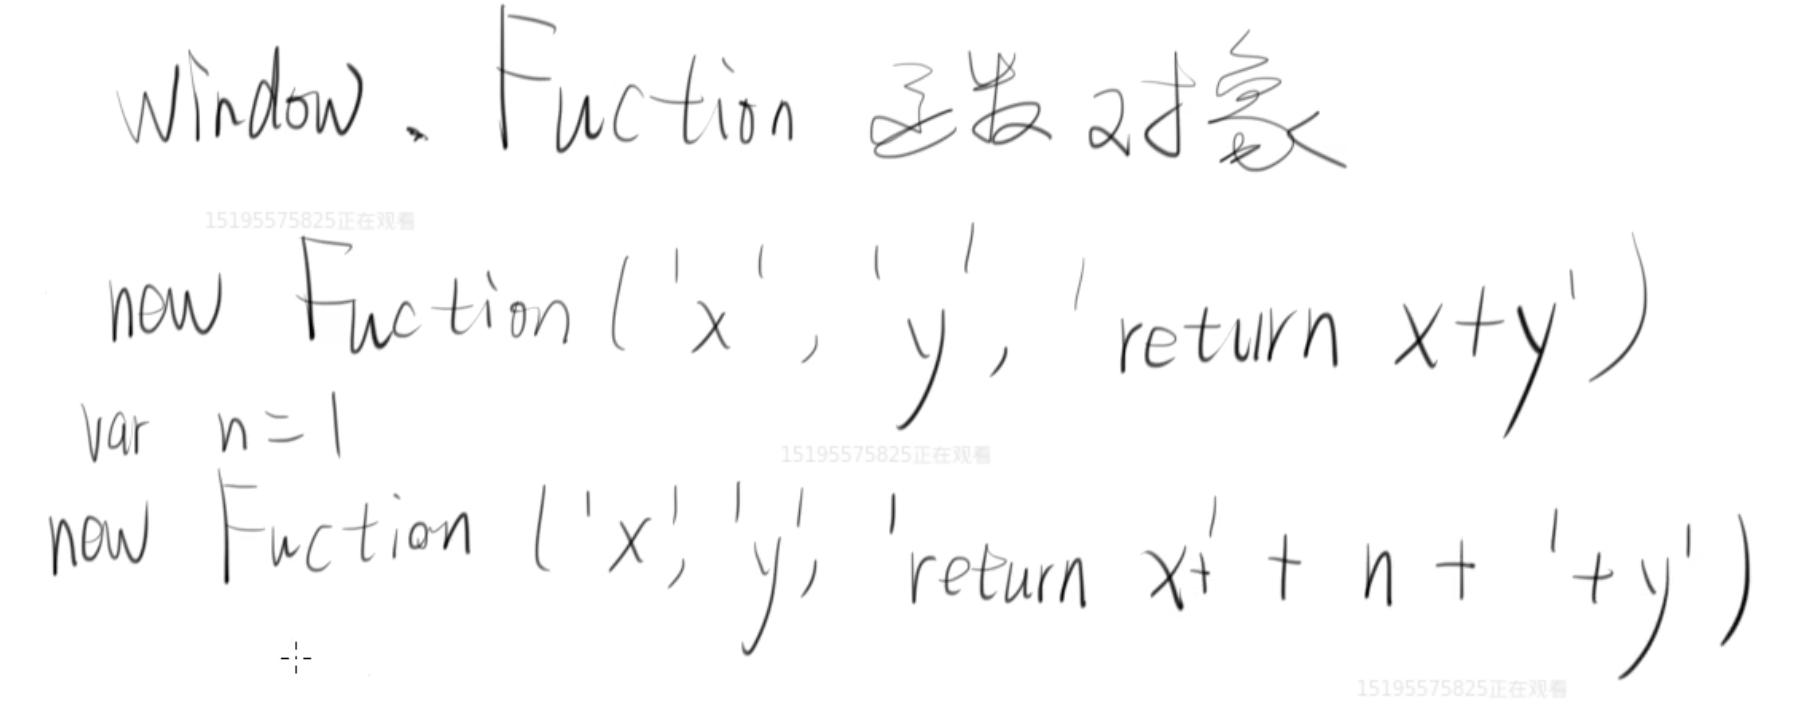 window. Fuction 函数对象
15195575825正在观看
new Fuction('x', 'y', 'return x+y')
var n=1
15195575825正在观看
new Fuction('x', 'y', 'return x+' + n + '+y')
15195575825正在观看